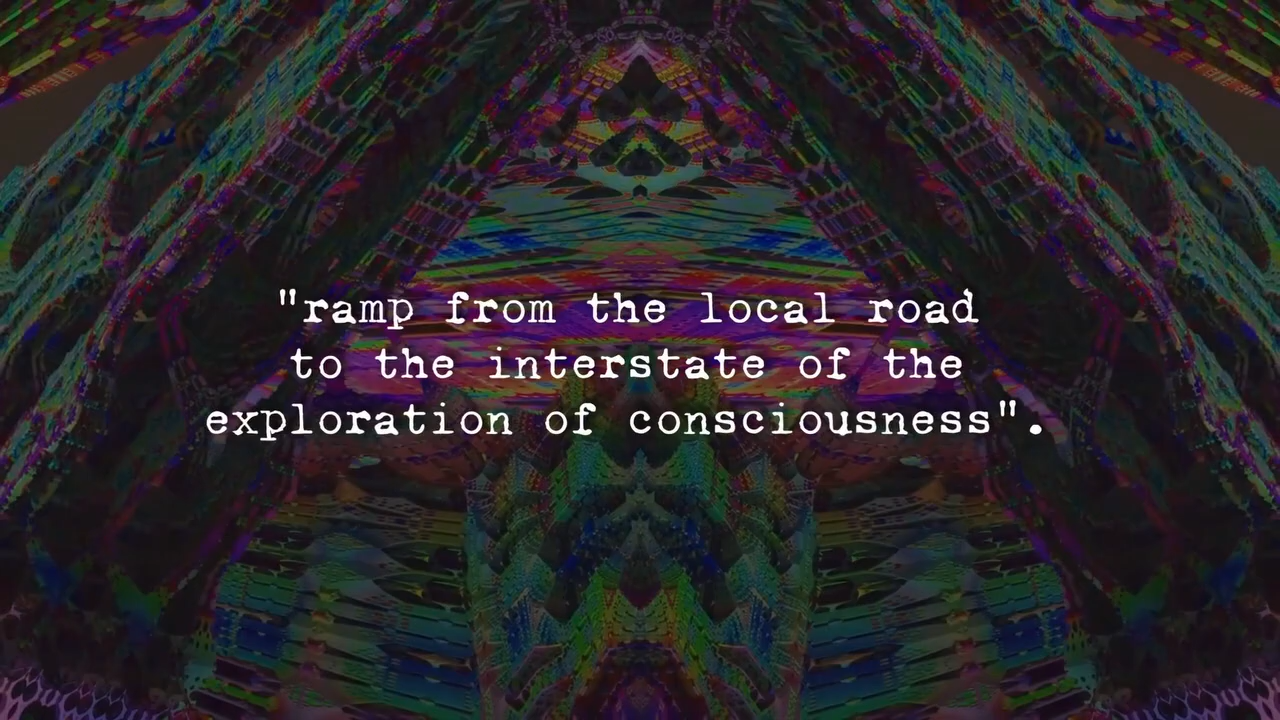 "ramp from the local road
to the interstate of the
exploration of consciousness".